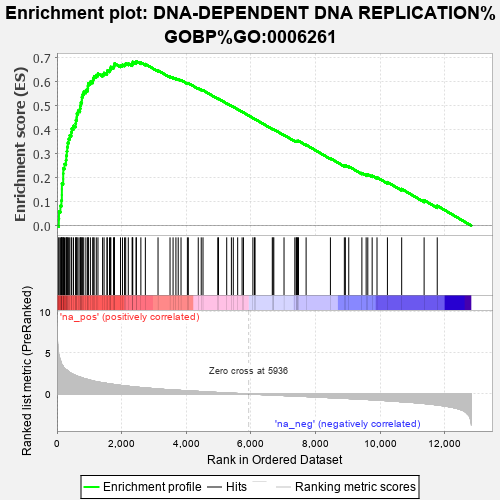 Enrichment plot: DNA-DEPENDENT DNA REPLICATION%
GOBP%GO:0006261
Enrichment score (ES)
0.7
0.6
0.5
0.4
0.3
0.2
0.1
0.0
'na_pos' (positively correlated)
Ranked list metric (PreRanked)
10
5
0
Zero cross at 5936
'na_neg' (negatively correlated)
0
2,000
4,000
6,000
8,000
10,000
12,000
Rank in Ordered Dataset
Enrichment profile
Hits
Ranking metric scores